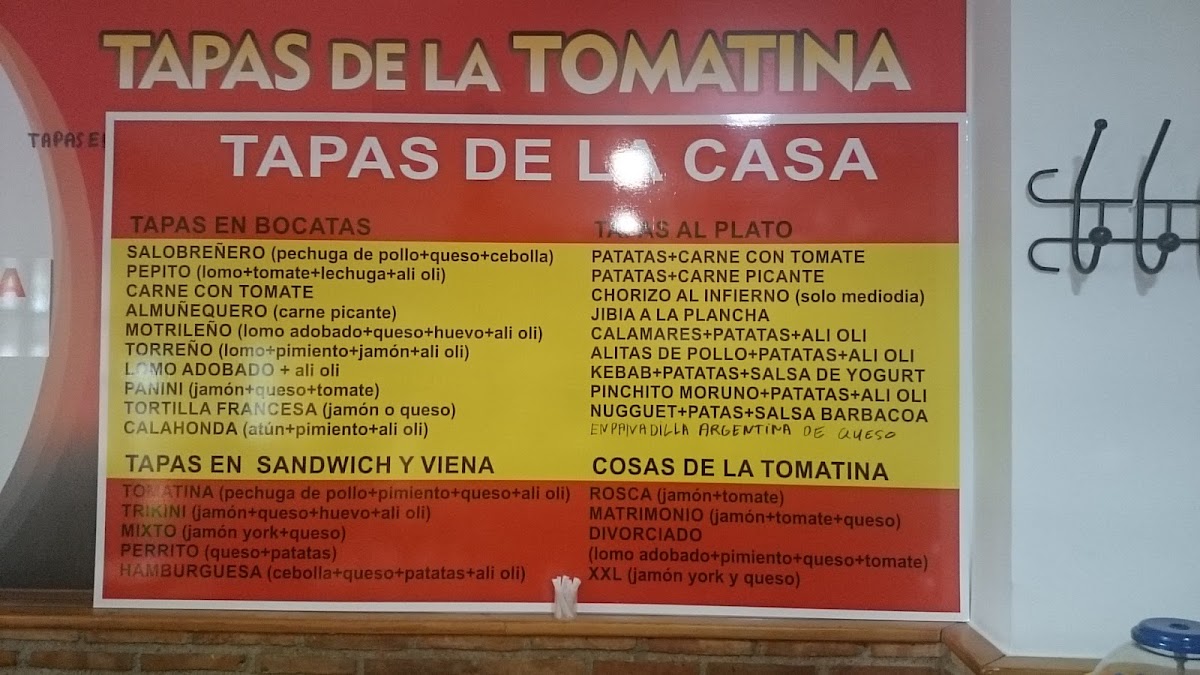 TAPAS DE LA TOMATINA
TAPAS DE LA CASA
TAPAS EN BOCATAS
SALOBREÑERO (pechuga de pollo+queso+cebolla)
PEPITO (lomo+tomate+lechuga+ali oli)
CARNE CON TOMATE
ALMUÑEQUERO (carne picante)
MOTRILEÑO (lomo adobado+queso+huevo+ali oli)
TORREÑO (lomo+pimiento+jamón+ali oli)
LOMO ADOBADO + ali oli
PANINI (jamón+queso+tomate)
TORTILLA FRANCESA (jamón o queso)
CALAHONDA (atún+pimiento+ali oli)
TAPAS EN SANDWICH Y VIENA
TOMATINA (pechuga de pollo+pimiento+queso+ali oli)
TRIKINI (jamón+queso+huevo+ali oli)
MIXTO (jamón york+queso)
PERRITO (queso+patatas)
HAMBURGUESA (cebolla+queso+patatas+ali oli)
TAPAS AL PLATO
PATATAS+CARNE CON TOMATE
PATATAS+CARNE PICANTE
CHORIZO AL INFIERNO (solo mediodia)
JIBIA A LA PLANCHA
CALAMARES+PATATAS+ALI OLI
ALITAS DE POLLO+PATATAS+ALI OLI
KEBAB+PATATAS+SALSA DE YOGURT
PINCHITO MORUNO+PATATAS+ALI OLI
NUGGUET+PATAS+SALSA BARBACOA
ARGENTINA DE QUESO
COSAS DE LA TOMATINA
ROSCA (jamón+tomate)
MATRIMONIO (jamón+tomate+queso)
DIVORCIADO
(lomo adobado+pimiento+queso+tomate)
XXL (jamón york y queso)
TAPAS